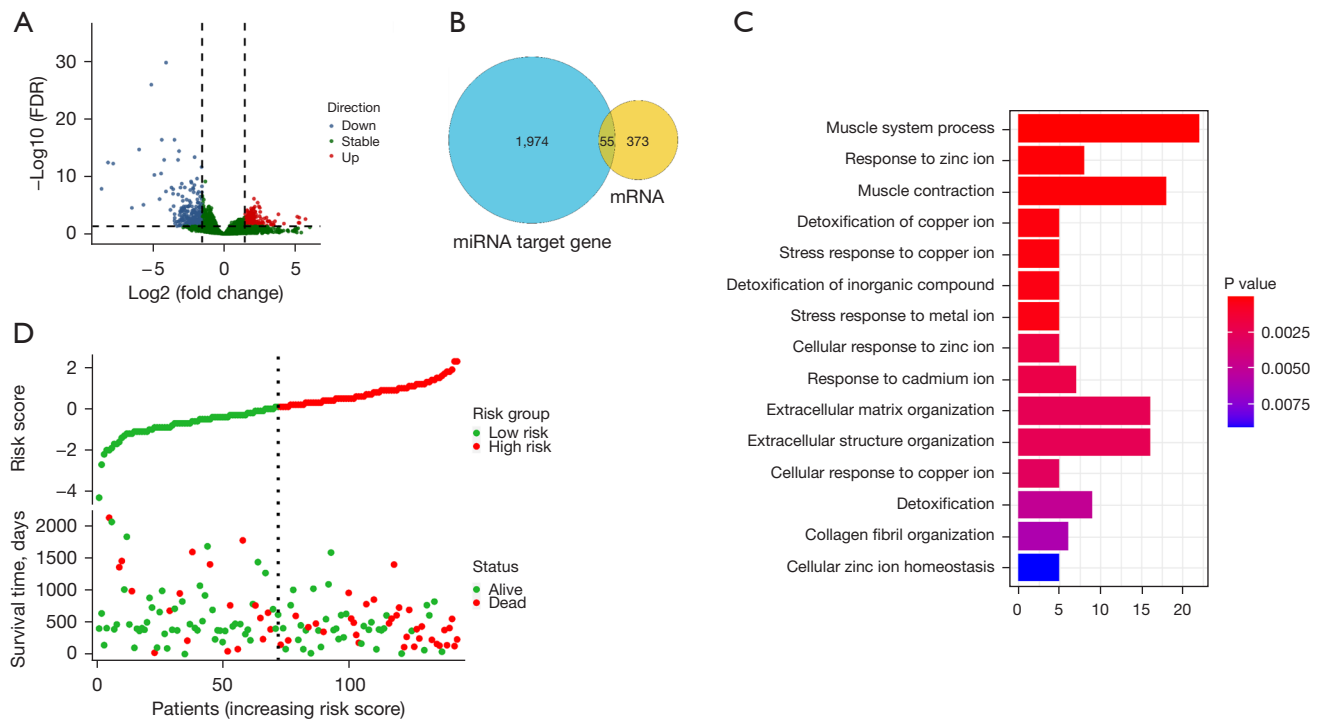 A
−Log10 (FDR)
30
20
10
0
−5
0
5
Log2 (fold change)
Direction
Down
Stable
Up
B
1,974
55
373
mRNA
miRNA target gene
C
Muscle system process
Response to zinc ion
Muscle contraction
Detoxification of copper ion
Stress response to copper ion
Detoxification of inorganic compound
Stress response to metal ion
Cellular response to zinc ion
Response to cadmium ion
Extracellular matrix organization
Extracellular structure organization
Cellular response to copper ion
Detoxification
Collagen fibril organization
Cellular zinc ion homeostasis
0
5
10
15
20
P value
0.0025
0.0050
0.0075
D
Risk score
2
0
−2
−4
Risk group
Low risk
High risk
Survival time, days
2000
1500
1000
500
0
Status
Alive
Dead
0
50
100
Patients (increasing risk score)